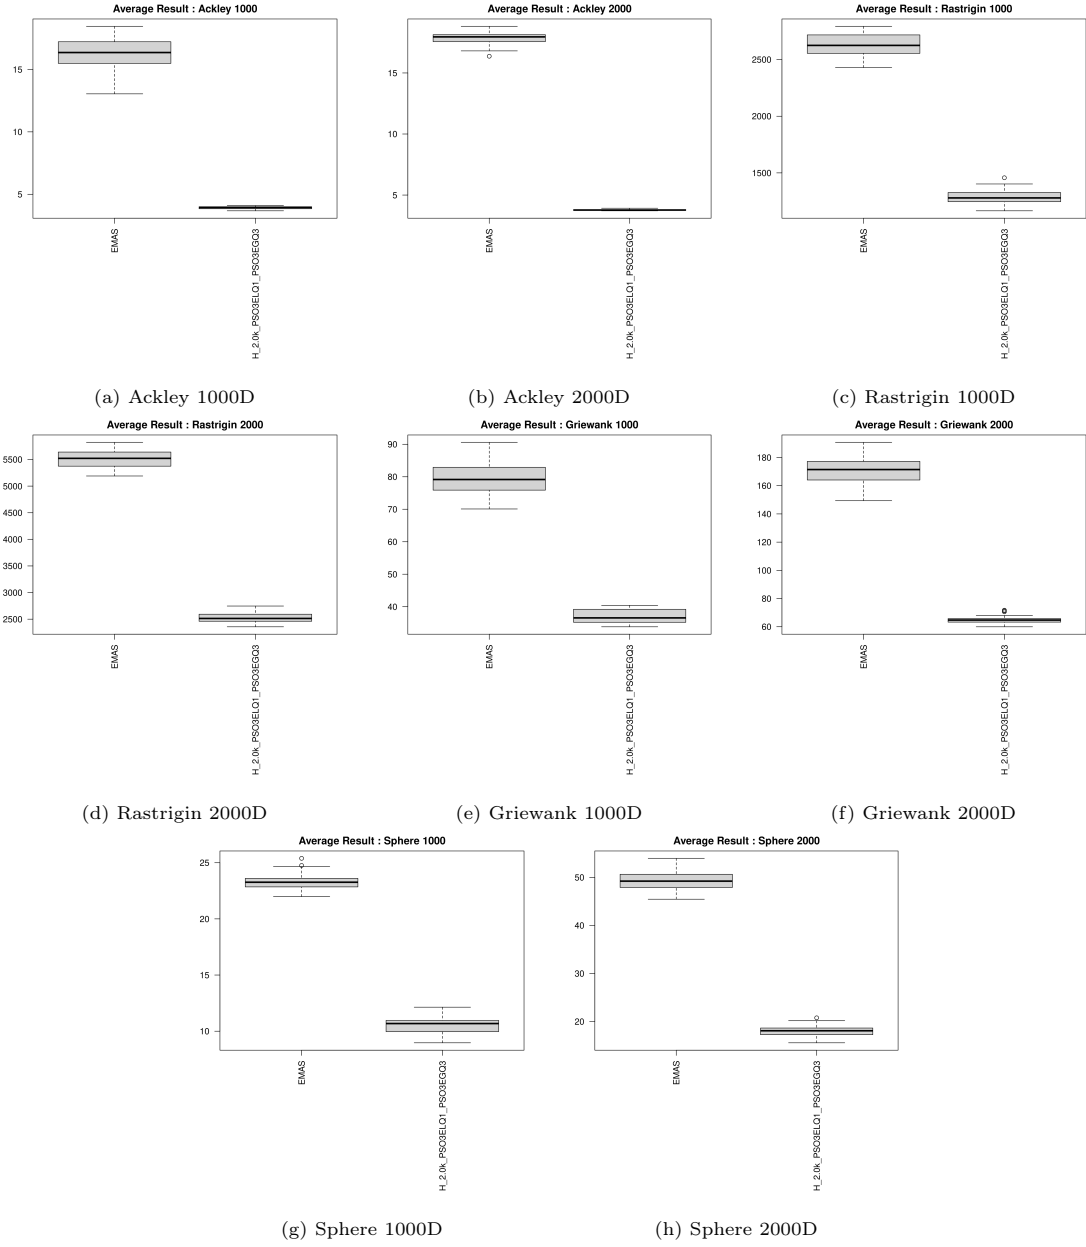 Average Result : Ackley 1000
15
10
5
EMAS
H_2.0k_PSO3ELQ1_PSO3EGQ3
(a) Ackley 1000D
Average Result : Ackley 2000
15
10
5
EMAS
H_2.0k_PSO3ELQ1_PSO3EGQ3
(b) Ackley 2000D
Average Result : Rastrigin 1000
2500
2000
1500
EMAS
H_2.0k_PSO3ELQ1_PSO3EGQ3
(c) Rastrigin 1000D
Average Result : Rastrigin 2000
5500
5000
4500
4000
3500
3000
2500
EMAS
H_2.0k_PSO3ELQ1_PSO3EGQ3
(d) Rastrigin 2000D
Average Result : Griewank 1000
90
80
70
60
50
40
EMAS
H_2.0k_PSO3ELQ1_PSO3EGQ3
(e) Griewank 1000D
Average Result : Griewank 2000
180
160
140
120
100
80
60
EMAS
H_2.0k_PSO3ELQ1_PSO3EGQ3
(f) Griewank 2000D
Average Result : Sphere 1000
25
20
15
10
EMAS
H_2.0k_PSO3ELQ1_PSO3EGQ3
(g) Sphere 1000D
Average Result : Sphere 2000
50
40
30
20
EMAS
H_2.0k_PSO3ELQ1_PSO3EGQ3
(h) Sphere 2000D